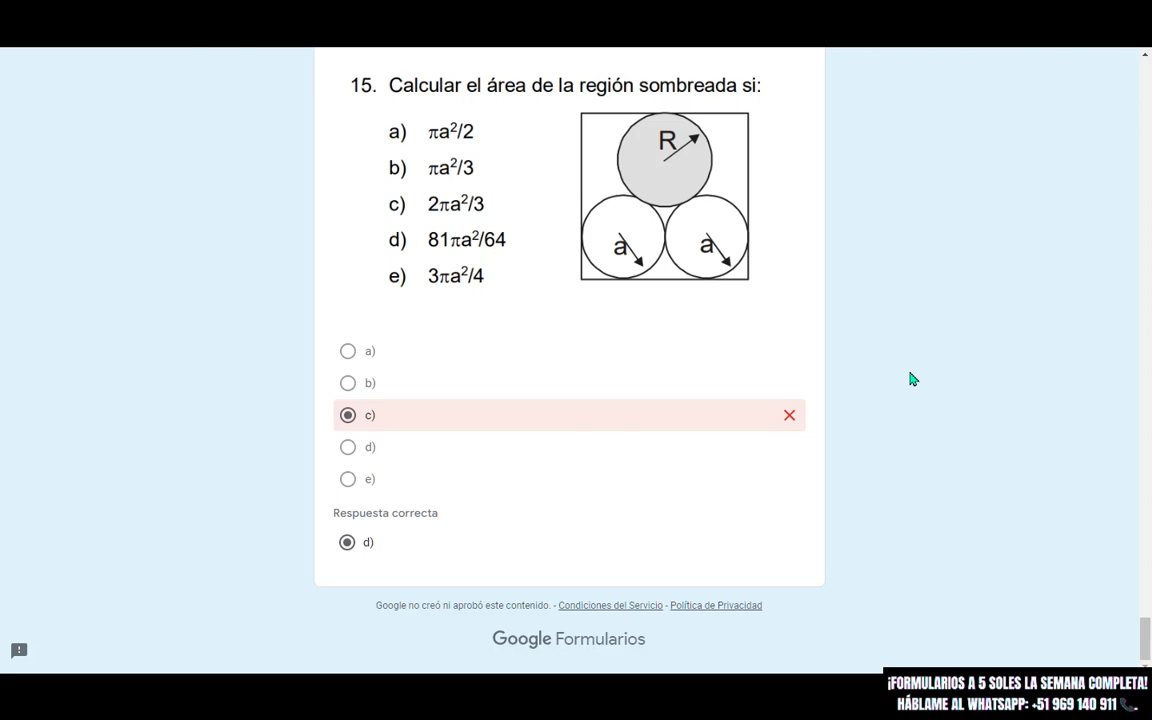 15. Calcular el área de la región sombreada si:
a) πa²/2
b) πa²/3
c) 2πa²/3
d) 81πa²/64
e) 3πa²/4
R
a
a
a)
b)
c)
d)
e)
Respuesta correcta
d)
Google no creó ni aprobó este contenido. - Condiciones del Servicio - Política de Privacidad
Google Formularios
¡FORMULARIOS A 5 SOLES LA SEMANA COMPLETA!
HÁBLAME AL WHATSAPP: +51 969 140 911 📞.